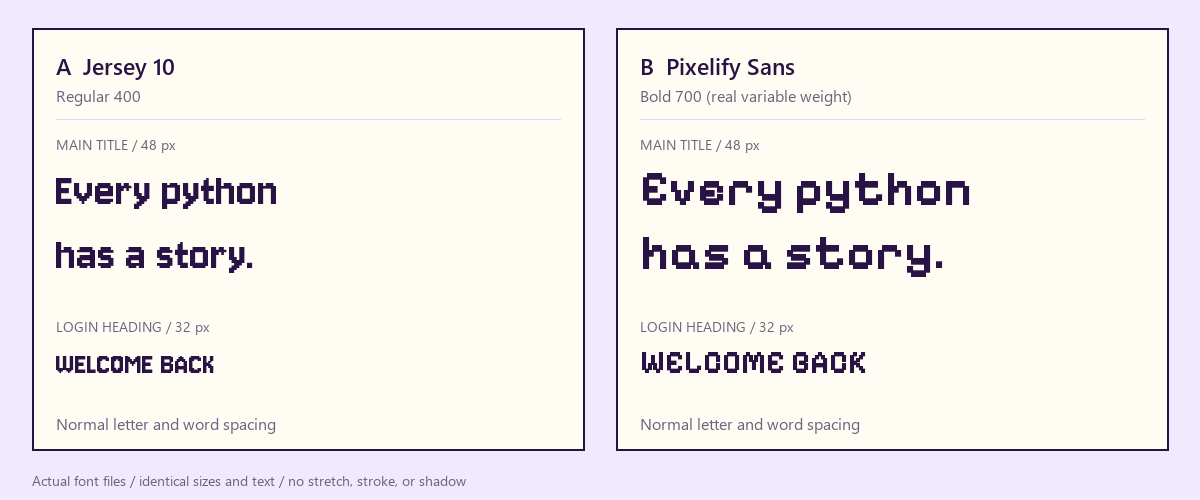 A Jersey 10
Regular 400
MAIN TITLE / 48 px
Every python
has a story.
LOGIN HEADING / 32 px
WELCOME BACK
Normal letter and word spacing
B Pixelify Sans
Bold 700 (real variable weight)
MAIN TITLE / 48 px
Every python
has a story.
LOGIN HEADING / 32 px
WELCOME BACK
Normal letter and word spacing
Actual font files / identical sizes and text / no stretch, stroke, or shadow